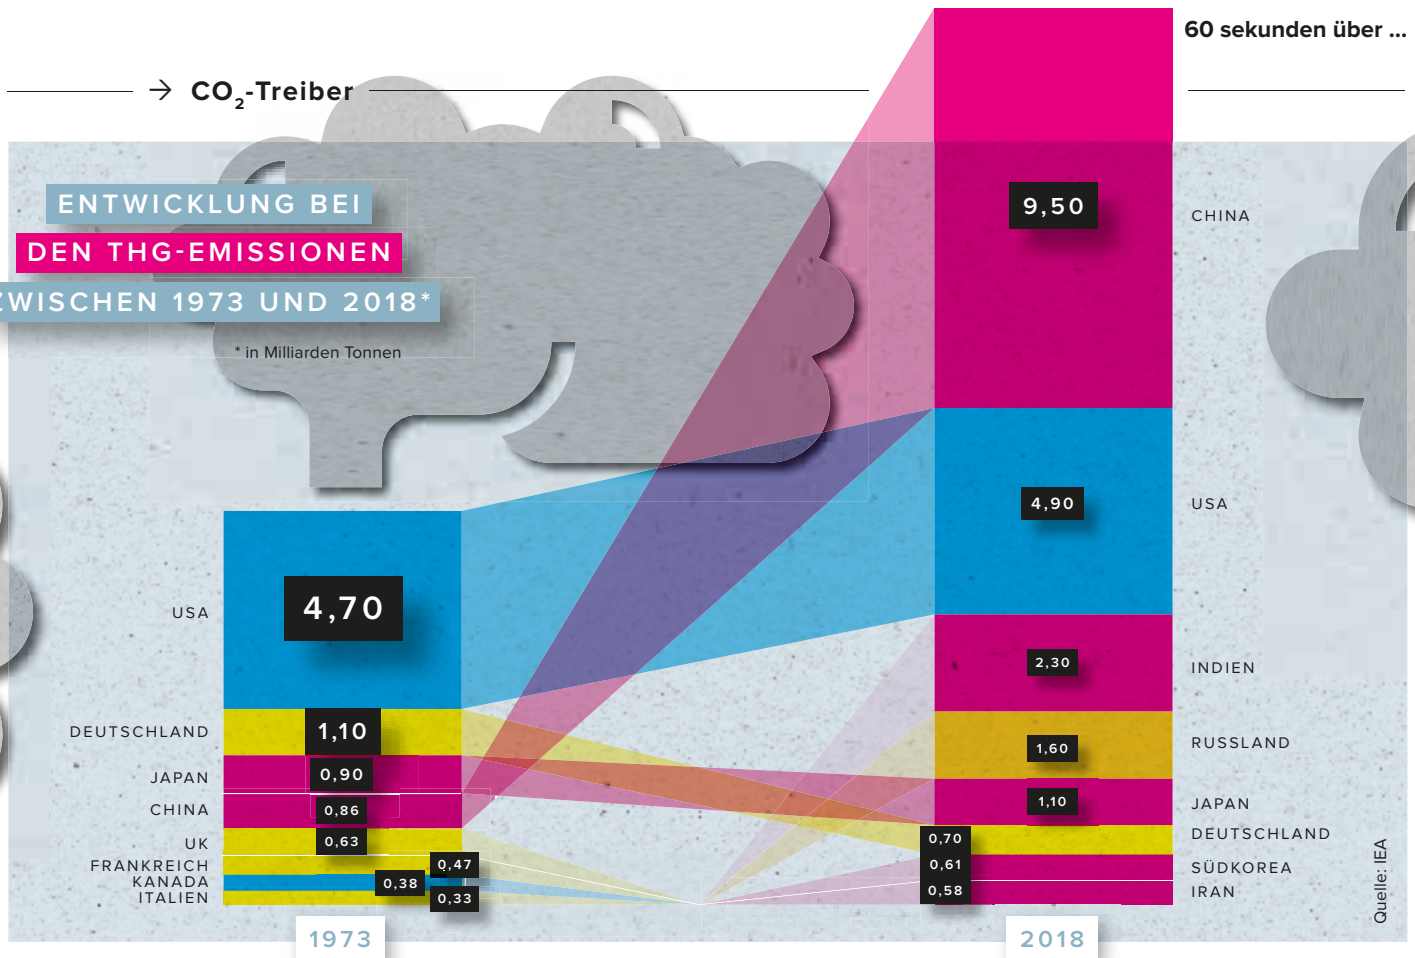 60 sekunden über ...
→ CO₂-Treiber
ENTWICKLUNG BEI
DEN THG-EMISSIONEN
ZWISCHEN 1973 UND 2018*
* in Milliarden Tonnen
USA 4,70
DEUTSCHLAND 1,10
JAPAN 0,90
CHINA 0,86
UK 0,63
FRANKREICH 0,47
KANADA 0,38
ITALIEN 0,33
1973
9,50 CHINA
4,90 USA
2,30 INDIEN
1,60 RUSSLAND
1,10 JAPAN
0,70 DEUTSCHLAND
0,61 SÜDKOREA
0,58 IRAN
2018
Quelle: IEA